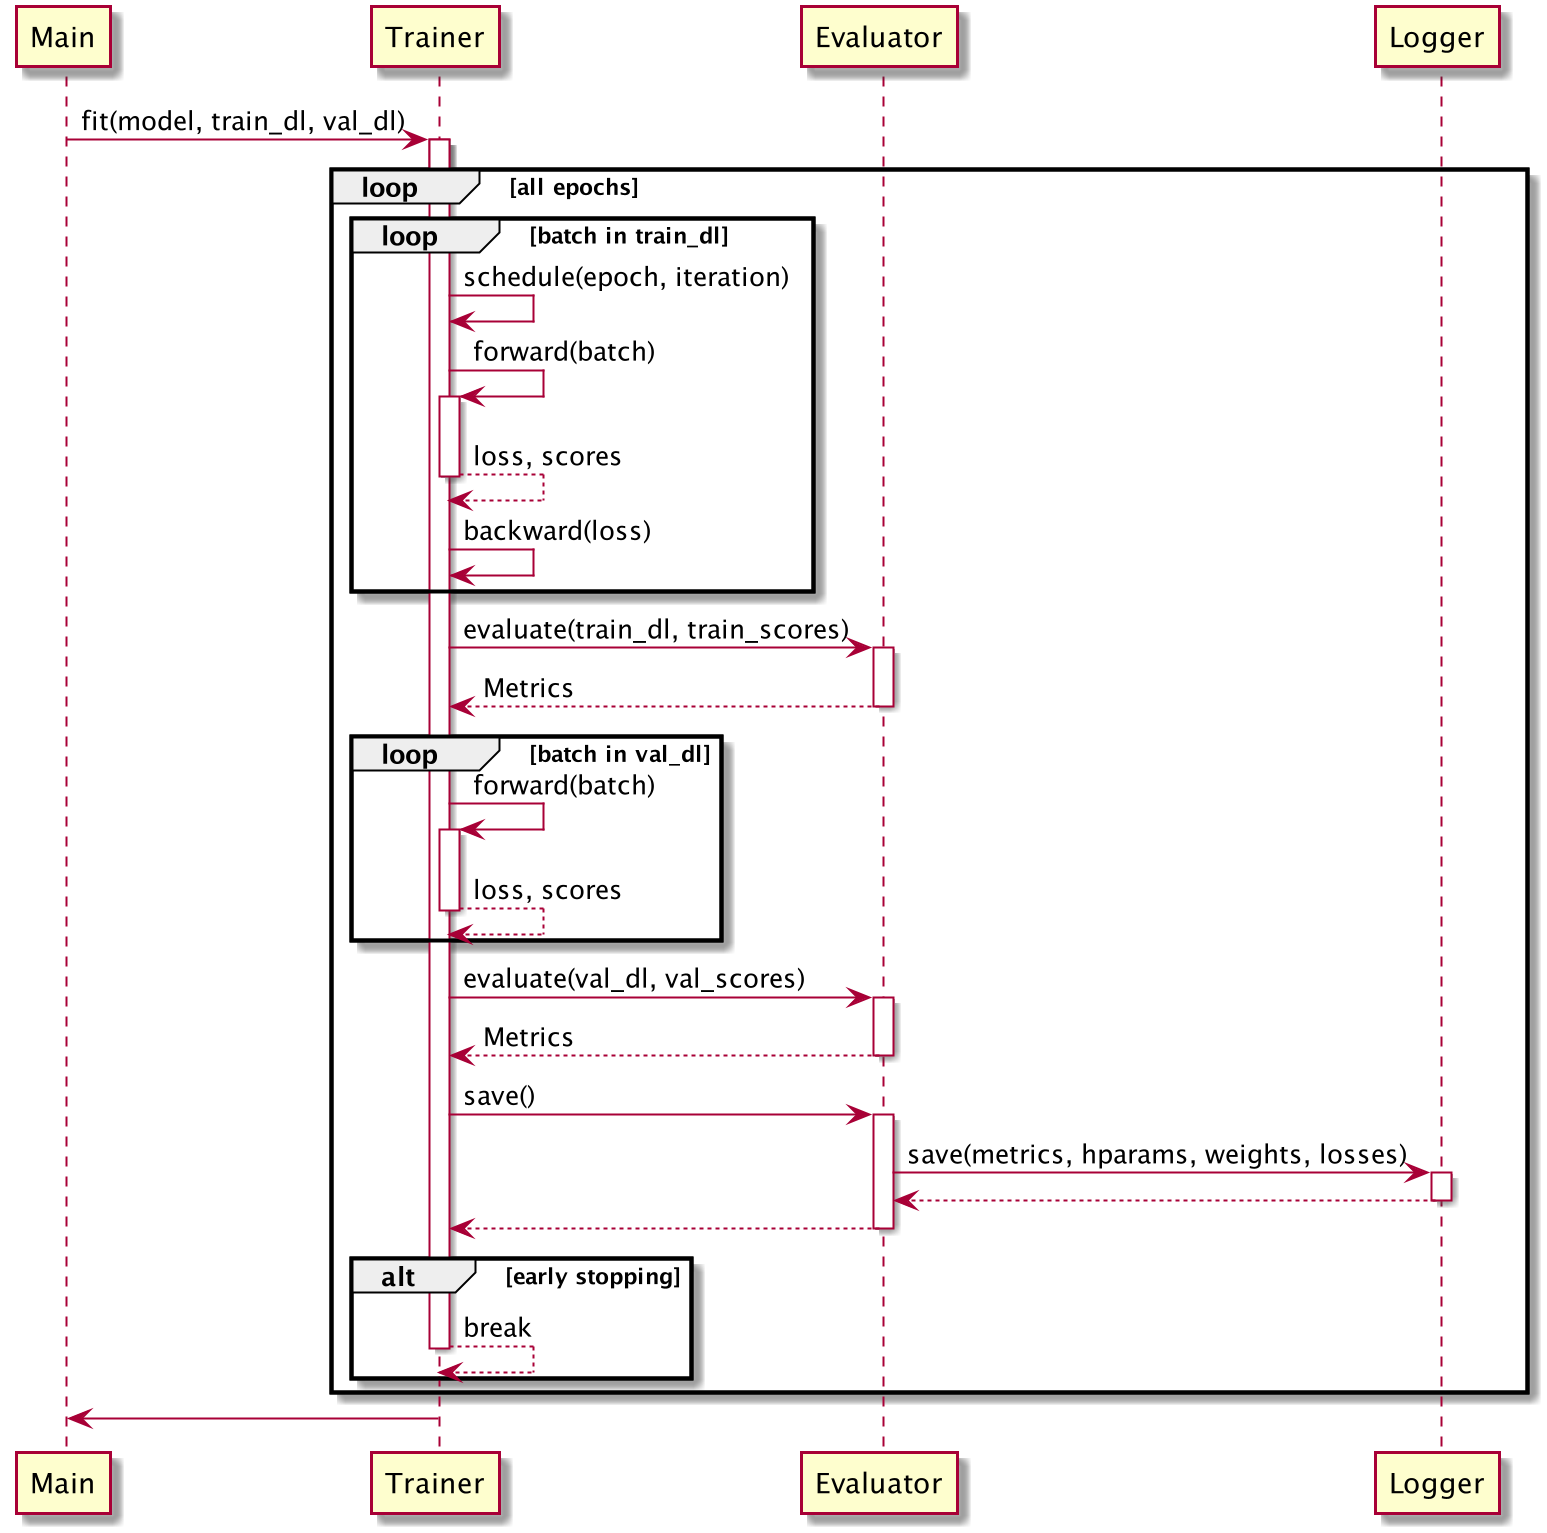 Main
Trainer
Evaluator
Logger
fit(model, train_dl, val_dl)
loop [all epochs]
loop [batch in train_dl]
schedule(epoch, iteration)
forward(batch)
loss, scores
backward(loss)
evaluate(train_dl, train_scores)
Metrics
loop [batch in val_dl]
forward(batch)
loss, scores
evaluate(val_dl, val_scores)
Metrics
save()
save(metrics, hparams, weights, losses)
alt [early stopping]
break
Main
Trainer
Evaluator
Logger